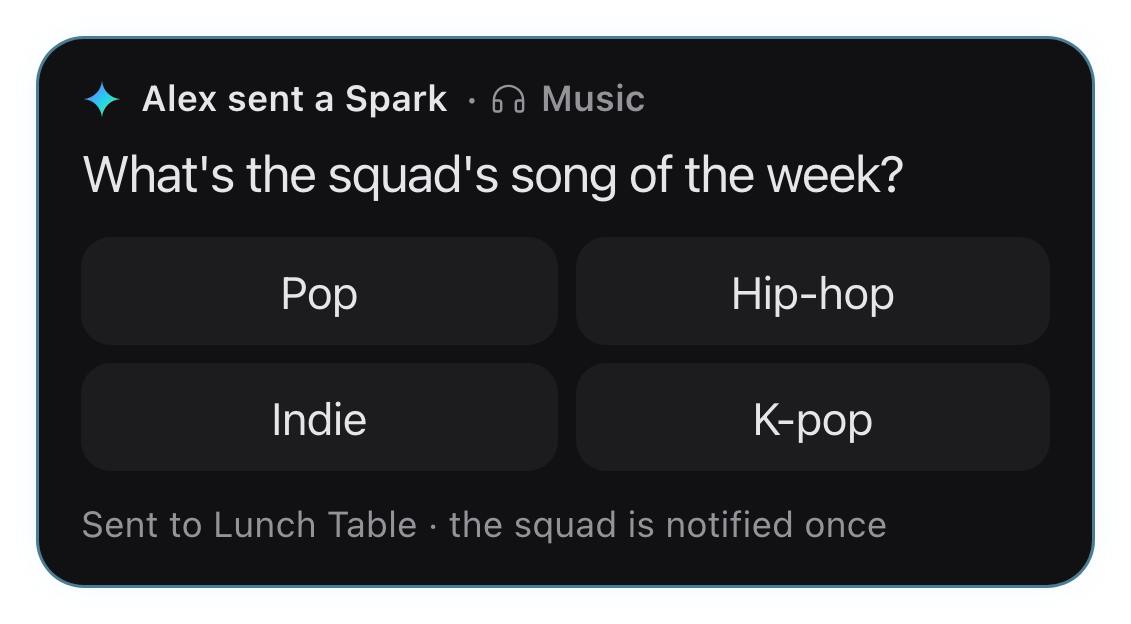 Alex sent a Spark · Music
What's the squad's song of the week?
Pop
Hip-hop
Indie
K-pop
Sent to Lunch Table · the squad is notified once